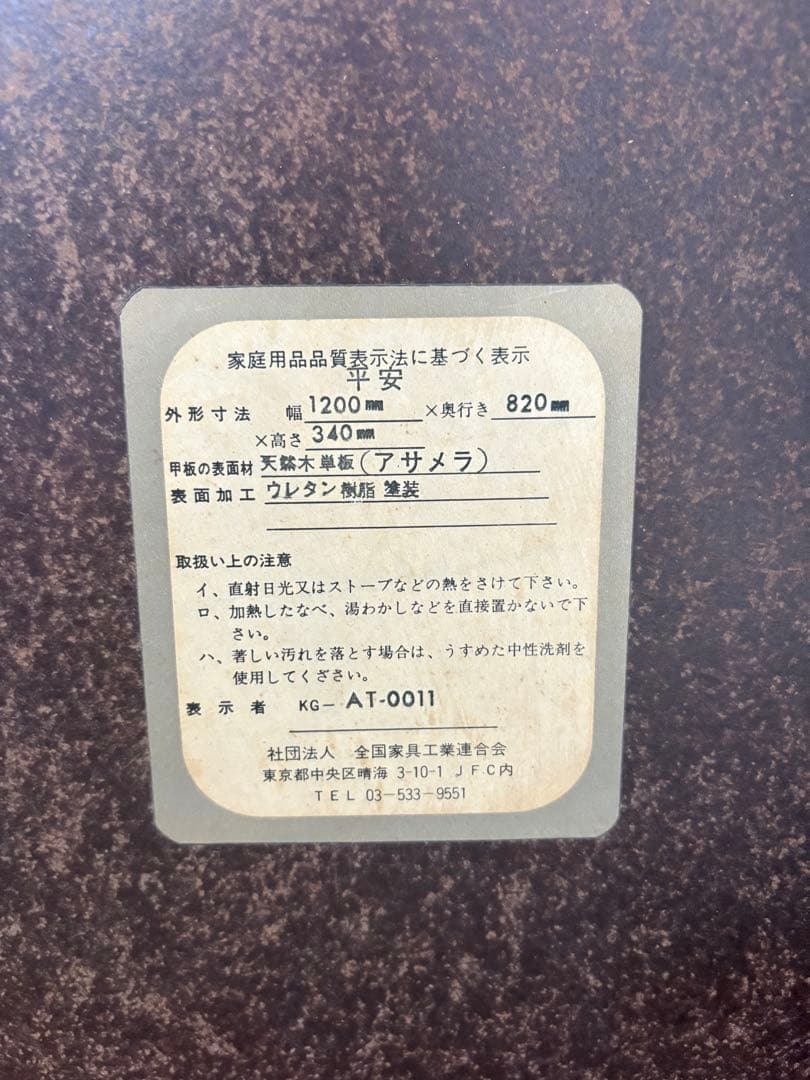 家庭用品品質表示法に基づく表示
平安
外形寸法 幅 1200mm ×奥行き 820mm
×高さ 340mm
甲板の表面材 天然木単板(アサメラ)
表面加工 ウレタン樹脂 塗装
取扱い上の注意
イ、直射日光又はストーブなどの熱をさけて下さい。
ロ、加熱したなべ、湯わかしなどを直接置かないで下
さい。
ハ、著しい汚れを落とす場合は、うすめた中性洗剤を
使用してください。
表示者 KG- AT-0011
社団法人 全国家具工業連合会
東京都中央区晴海 3-10-1 JFC内
TEL 03-533-9551